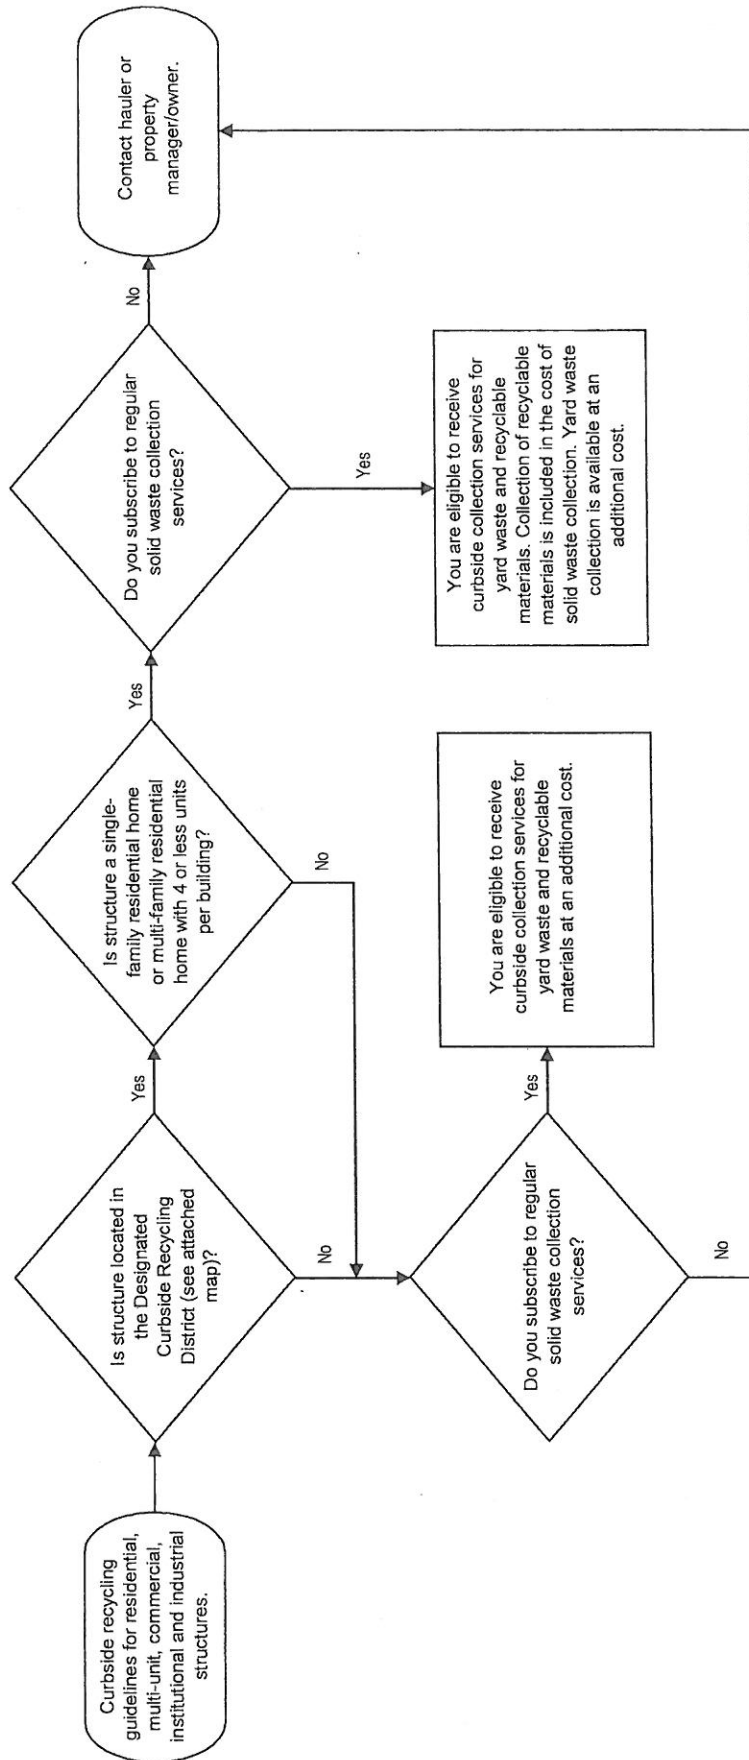 Curbside recycling
guidelines for residential,
multi-unit, commercial,
institutional and industrial
structures.
Is structure located in
the Designated
Curbside Recycling
District (see attached
map)?
Yes
No
Is structure a single-
family residential home
or multi-family residential
home with 4 or less units
per building?
Yes
No
Do you subscribe to regular
solid waste collection
services?
No
Yes
Contact hauler or
property
manager/owner.
You are eligible to receive
curbside collection services for
yard waste and recyclable
materials. Collection of recyclable
materials is included in the cost of
solid waste collection. Yard waste
collection is available at an
additional cost.
Do you subscribe to regular
solid waste collection
services?
Yes
No
You are eligible to receive
curbside collection services for
yard waste and recyclable
materials at an additional cost.